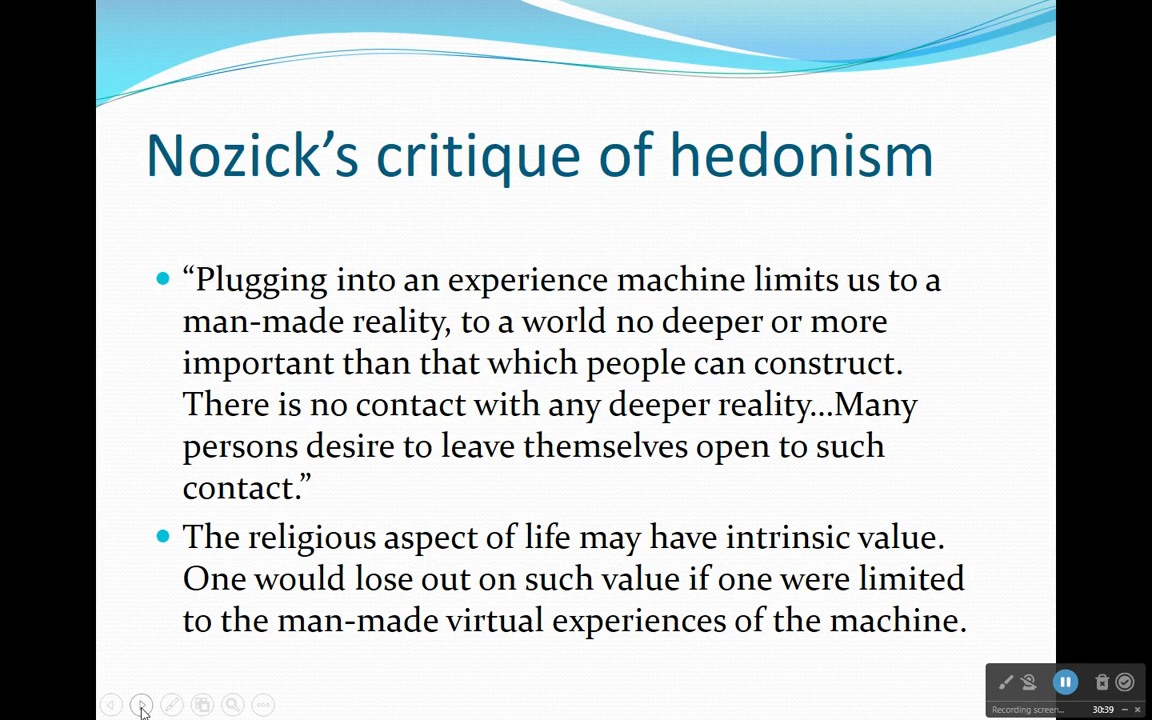 Nozick’s critique of hedonism
“Plugging into an experience machine limits us to a
man-made reality, to a world no deeper or more
important than that which people can construct.
There is no contact with any deeper reality…Many
persons desire to leave themselves open to such
contact.”
The religious aspect of life may have intrinsic value.
One would lose out on such value if one were limited
to the man-made virtual experiences of the machine.
Recording screen... 30:39